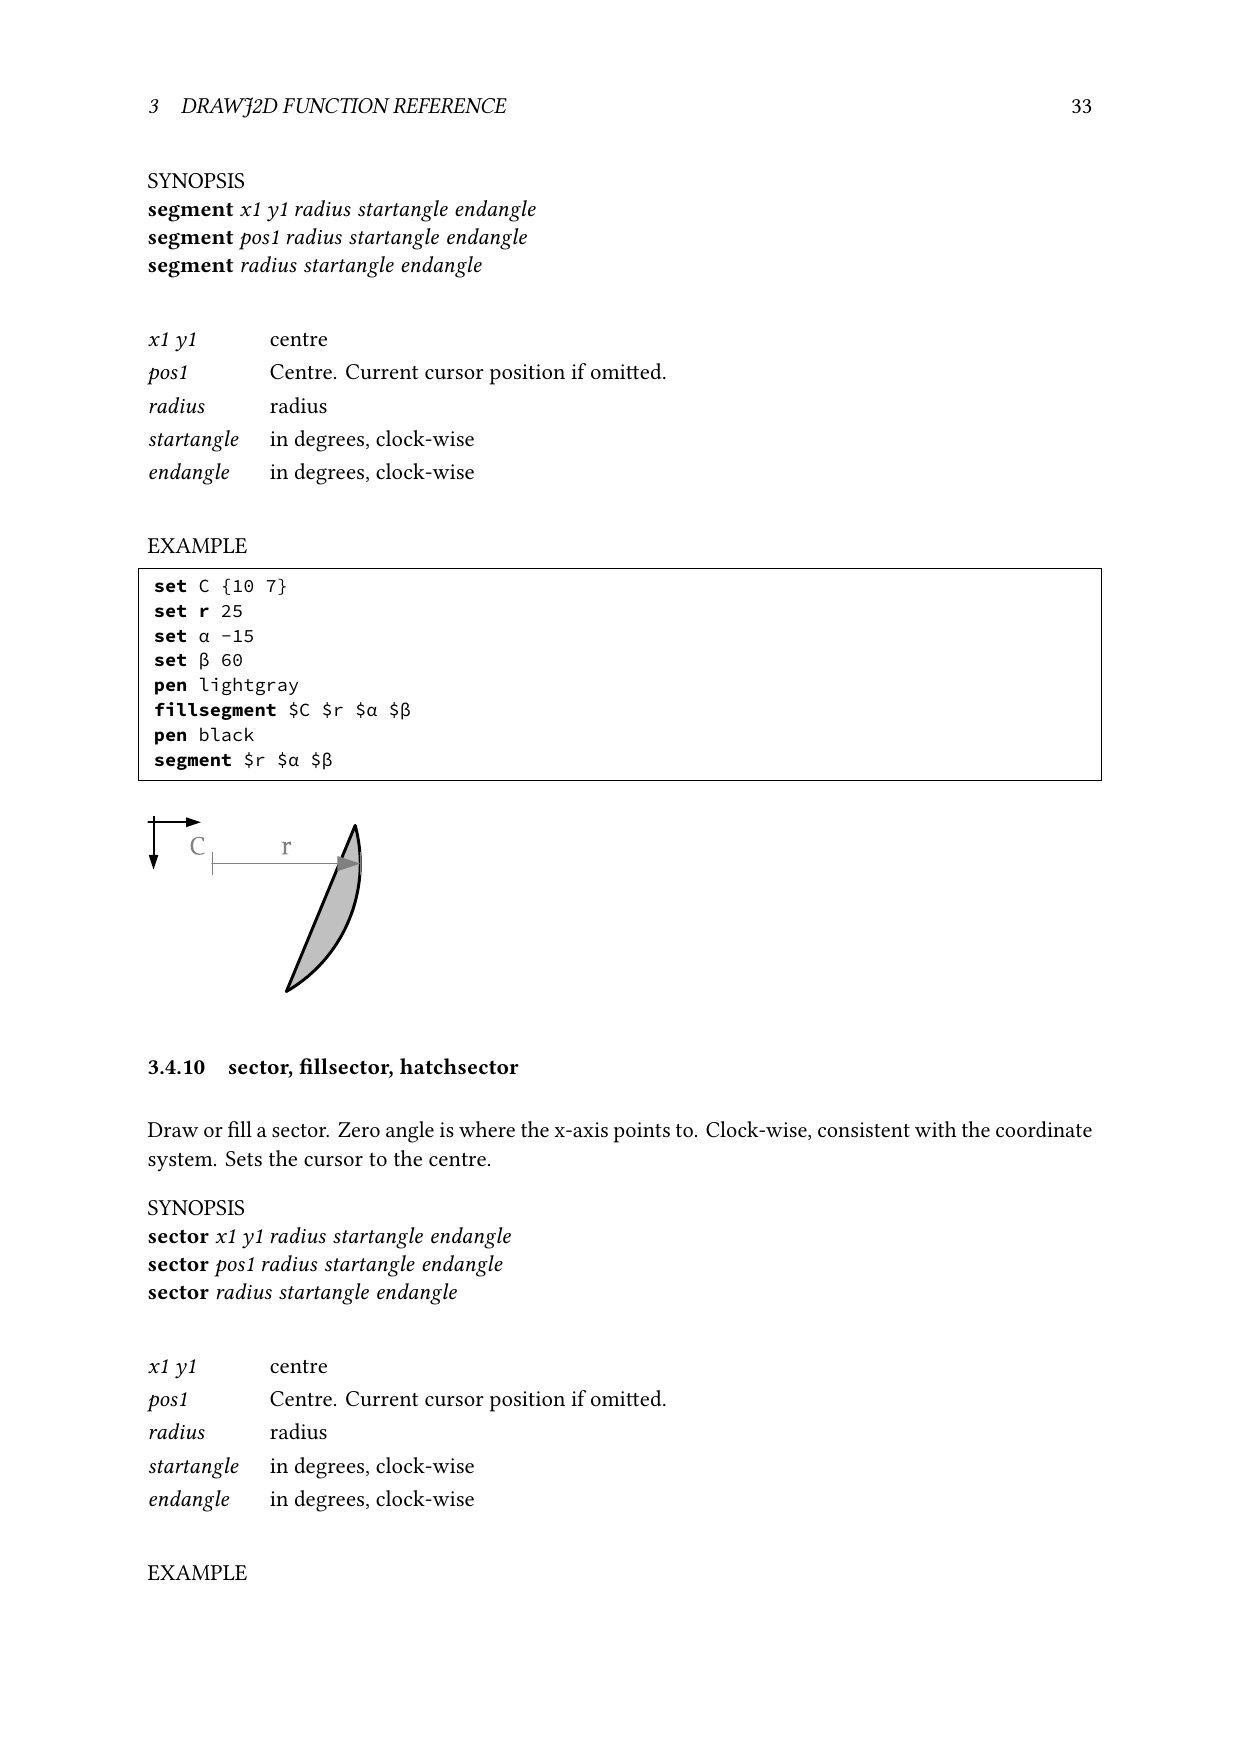 3 DRAWJ2D FUNCTION REFERENCE 33
SYNOPSIS
segment x1 y1 radius startangle endangle
segment pos1 radius startangle endangle
segment radius startangle endangle
x1 y1 centre
pos1 Centre. Current cursor position if omitted.
radius radius
startangle in degrees, clock-wise
endangle in degrees, clock-wise
EXAMPLE
set C {10 7}
set r 25
set α -15
set β 60
pen lightgray
fillsegment $C $r $α $β
pen black
segment $r $α $β
C r
3.4.10 sector, fillsector, hatchsector
Draw or fill a sector. Zero angle is where the x-axis points to. Clock-wise, consistent with the coordinate
system. Sets the cursor to the centre.
SYNOPSIS
sector x1 y1 radius startangle endangle
sector pos1 radius startangle endangle
sector radius startangle endangle
x1 y1 centre
pos1 Centre. Current cursor position if omitted.
radius radius
startangle in degrees, clock-wise
endangle in degrees, clock-wise
EXAMPLE